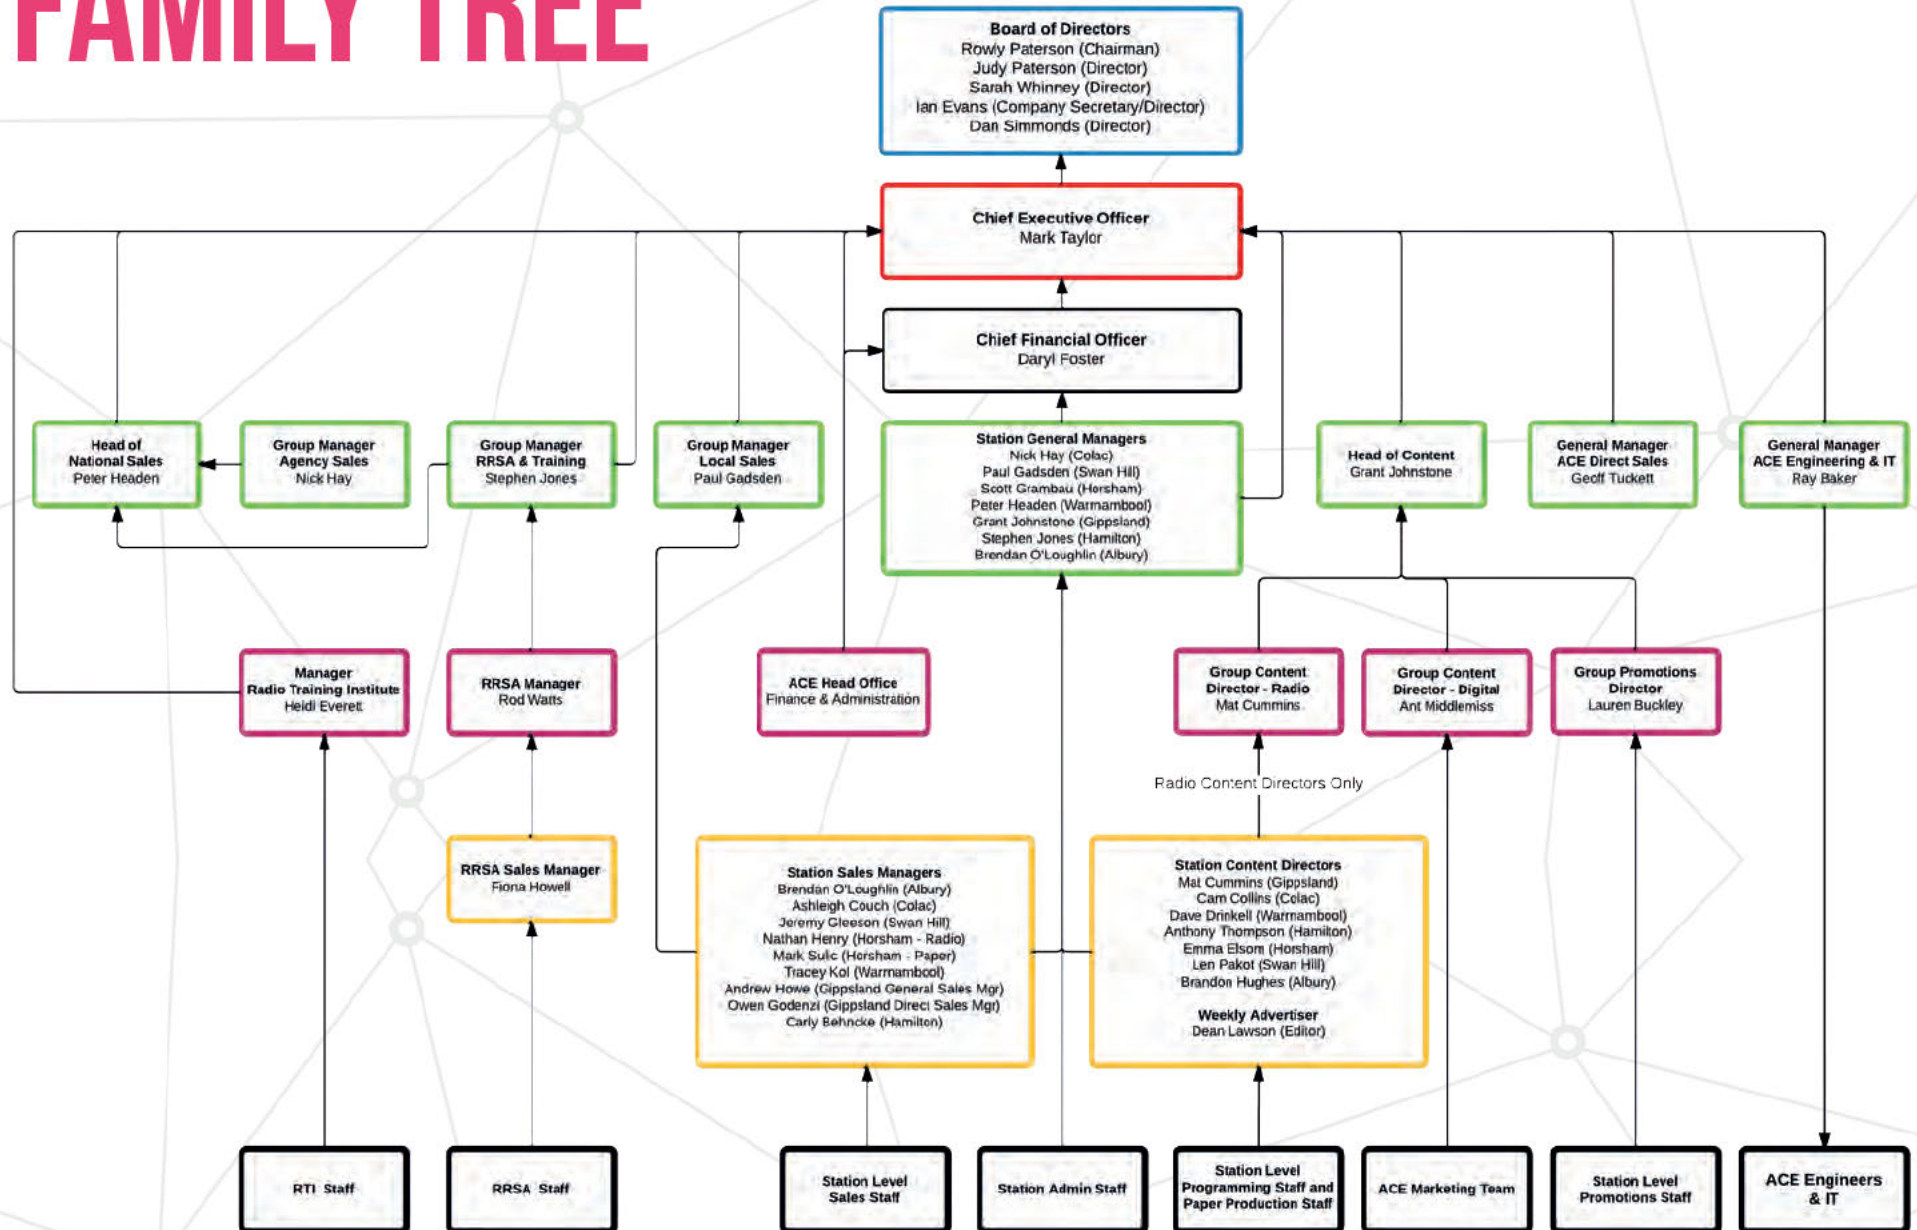 FAMILY TREE
Board of Directors
Rowly Paterson (Chairman)
Judy Paterson (Director)
Sarah Whinney (Director)
Ian Evans (Company Secretary/Director)
Dan Simmonds (Director)
Chief Executive Officer
Mark Taylor
Chief Financial Officer
Daryl Foster
Head of
National Sales
Peter Headen
Group Manager
Agency Sales
Nick Hay
Group Manager
RRSA & Training
Stephen Jones
Group Manager
Local Sales
Paul Gadsden
Station General Managers
Nick Hay (Colac)
Paul Gadsden (Swan Hill)
Scott Grambau (Horsham)
Peter Headen (Warrnambool)
Grant Johnstone (Gippsland)
Stephen Jones (Hamilton)
Brendan O'Loughlin (Albury)
Head of Content
Grant Johnstone
General Manager
ACE Direct Sales
Geoff Tuckett
General Manager
ACE Engineering & IT
Ray Baker
Manager
Radio Training Institute
Heidi Everett
RRSA Manager
Rod Watts
ACE Head Office
Finance & Administration
Group Content
Director - Radio
Mat Cummins
Group Content
Director - Digital
Ant Middlemiss
Group Promotions
Director
Lauren Buckley
Radio Content Directors Only
RRSA Sales Manager
Fiona Howell
Station Sales Managers
Brendan O'Loughlin (Albury)
Ashleigh Couch (Colac)
Jeremy Gleeson (Swan Hill)
Nathan Henry (Horsham - Radio)
Mark Sulic (Horsham - Paper)
Tracey Kol (Warrnambool)
Andrew Howe (Gippsland General Sales Mgr)
Owen Godenzi (Gippsland Direct Sales Mgr)
Carly Behncke (Hamilton)
Station Content Directors
Mat Cummins (Gippsland)
Cam Collins (Colac)
Dave Drinkell (Warrnambool)
Anthony Thompson (Hamilton)
Emma Elsom (Horsham)
Len Pakot (Swan Hill)
Brandon Hughes (Albury)
Weekly Advertiser
Dean Lawson (Editor)
RTI Staff
RRSA Staff
Station Level
Sales Staff
Station Admin Staff
Station Level
Programming Staff and
Paper Production Staff
ACE Marketing Team
Station Level
Promotions Staff
ACE Engineers
& IT